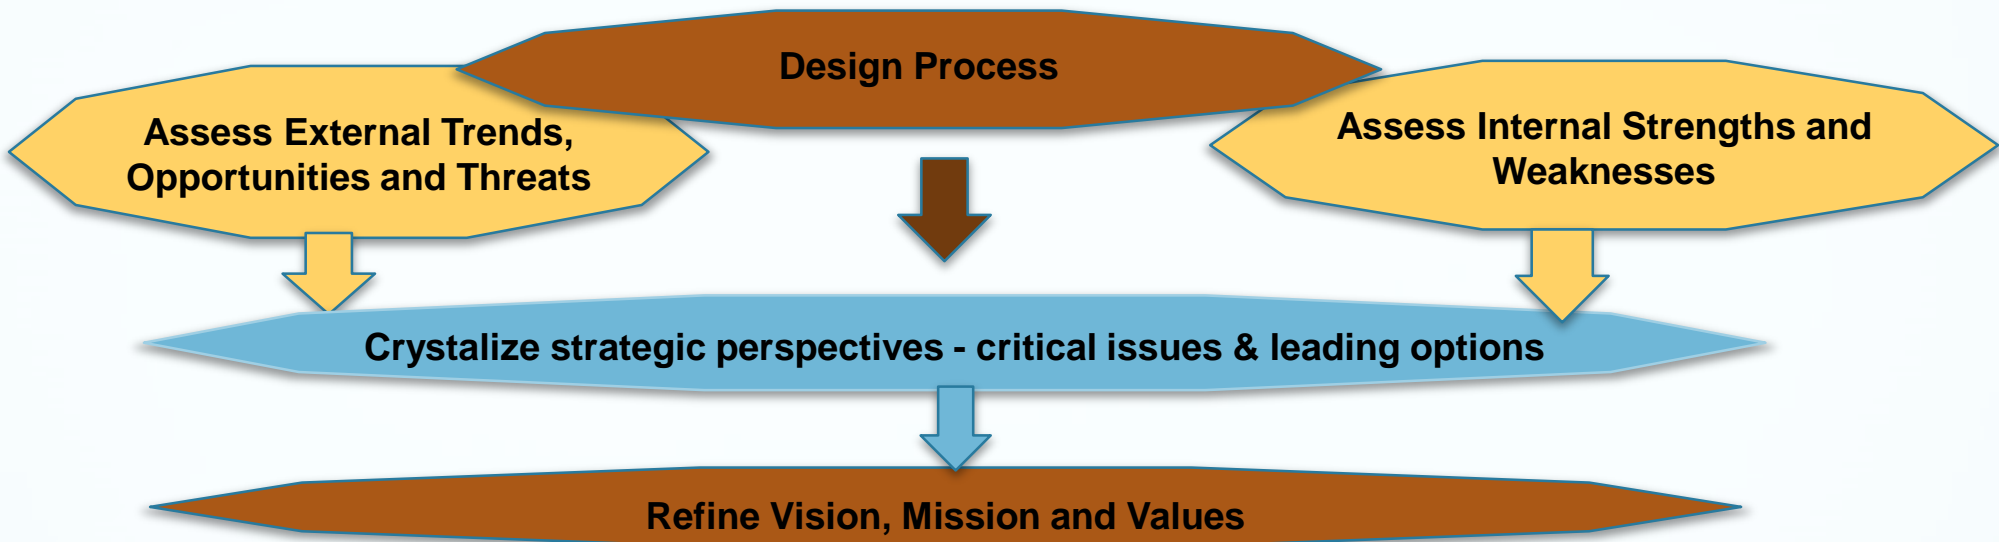 Design Process
Assess External Trends,
Opportunities and Threats
Assess Internal Strengths and
Weaknesses
Crystalize strategic perspectives - critical issues & leading options
Refine Vision, Mission and Values